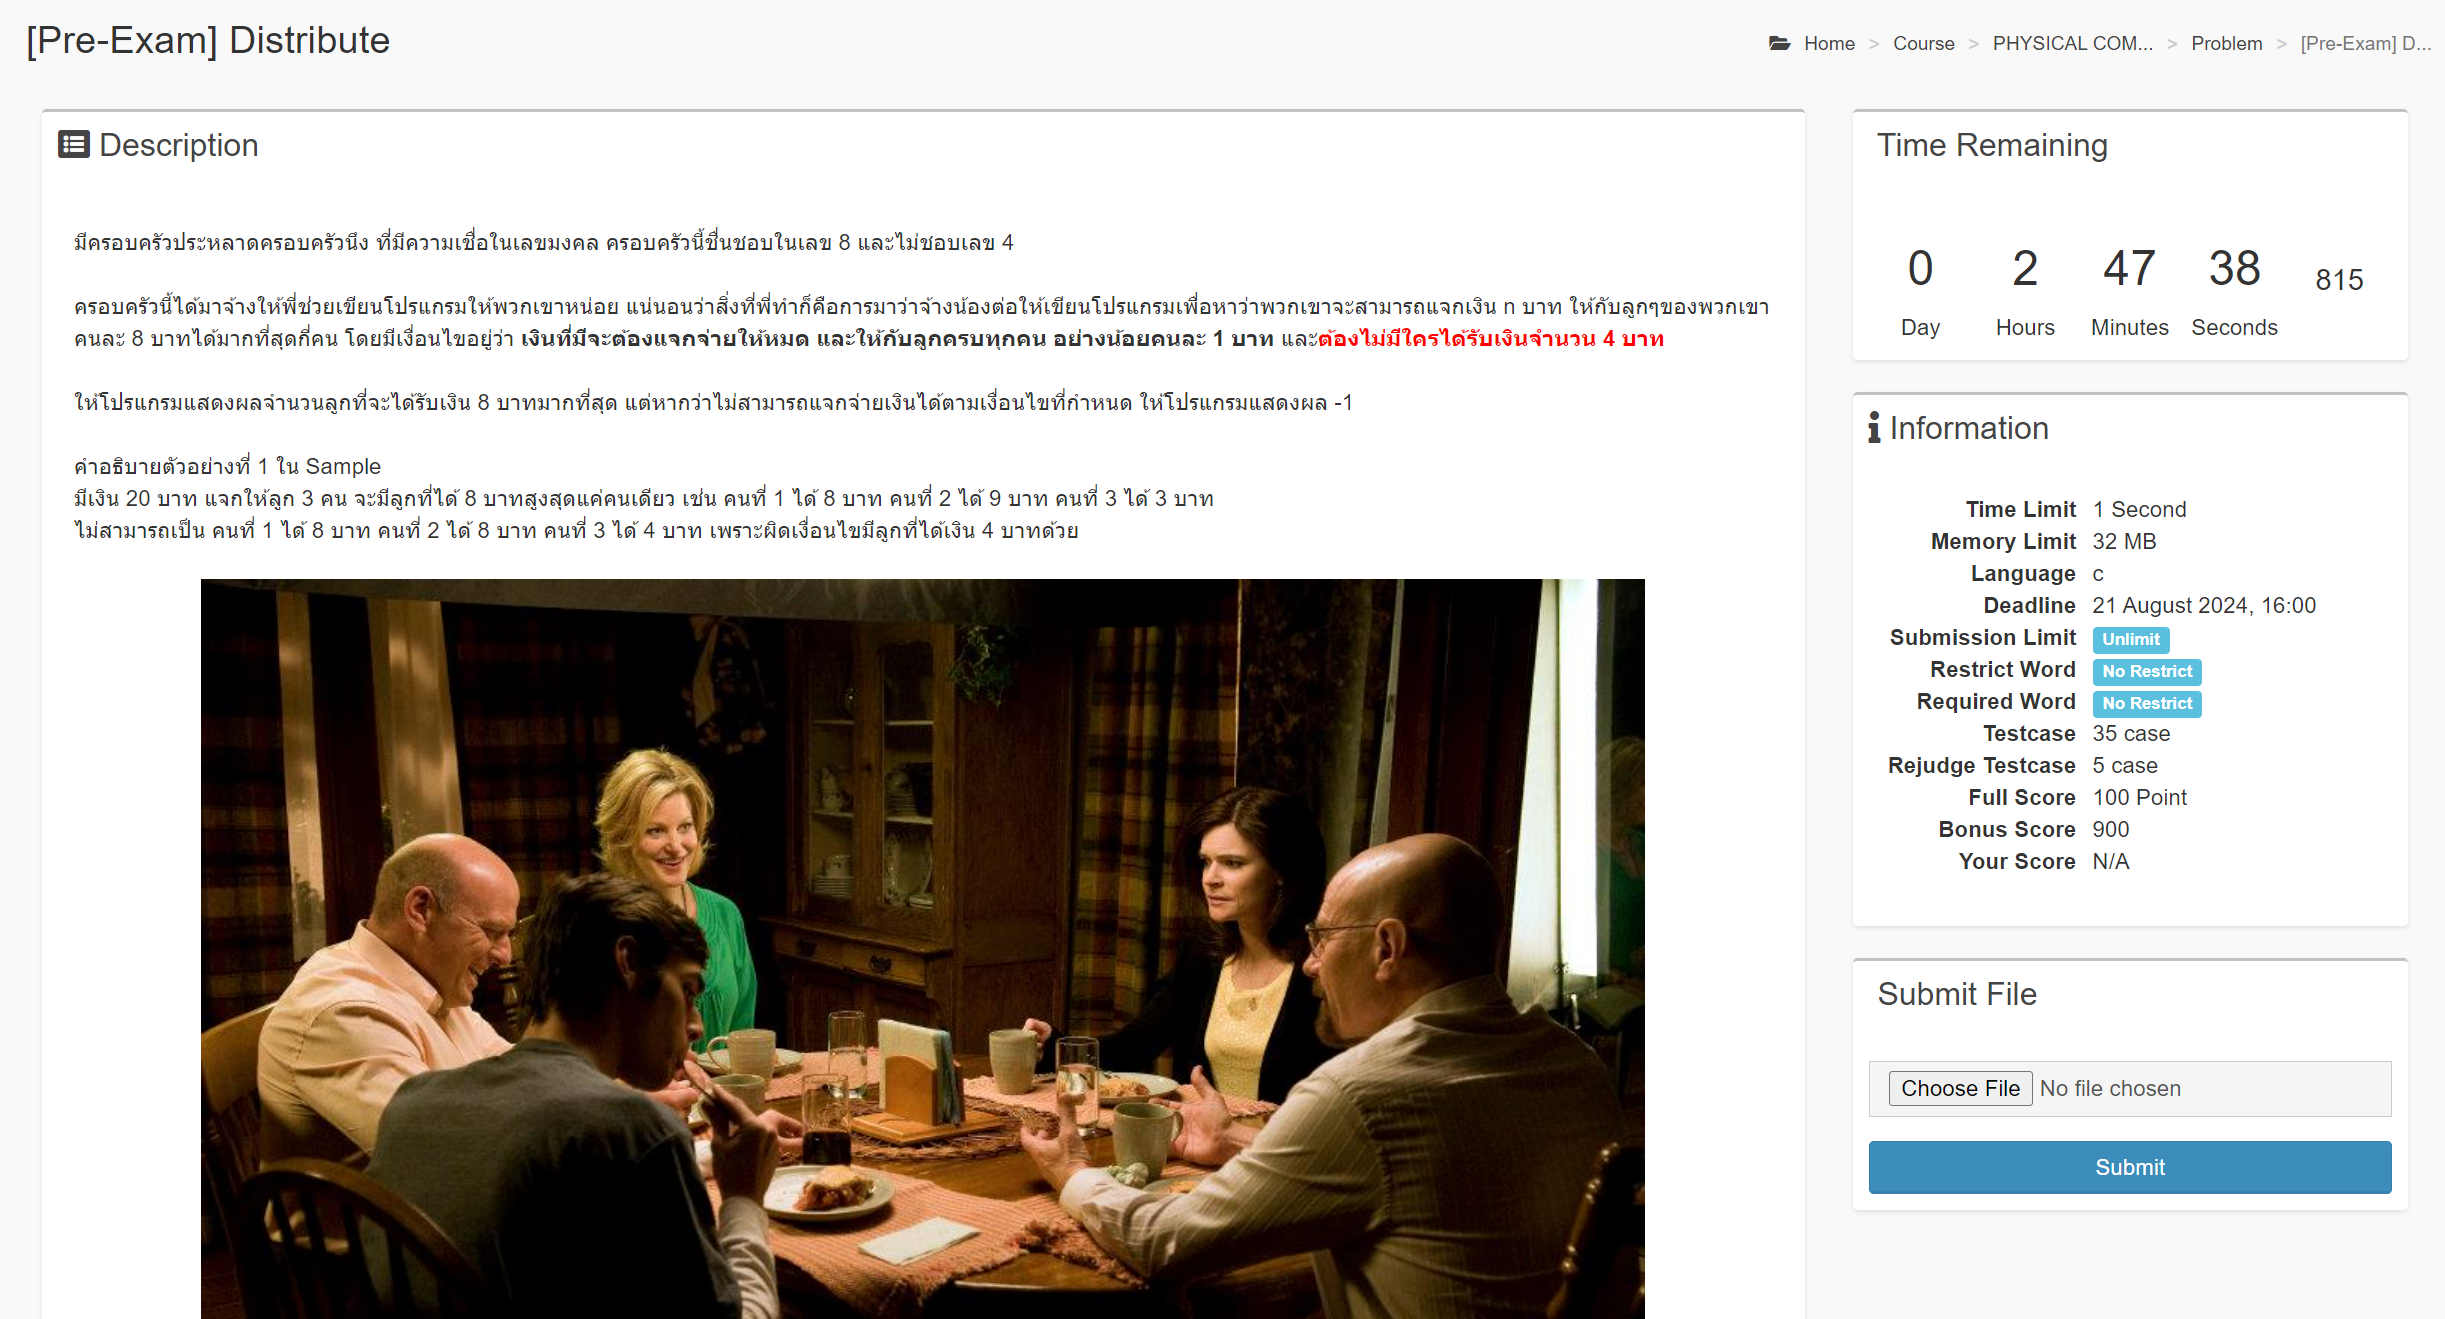 [Pre-Exam] Distribute
Home > Course > PHYSICAL COM... > Problem > [Pre-Exam] D...
Description
มีครอบครัวประหลาดครอบครัวนึง ที่มีความเชื่อในเลขมงคล ครอบครัวนี้ชื่นชอบในเลข 8 และไม่ชอบเลข 4
ครอบครัวนี้ได้มาจ้างให้พี่ช่วยเขียนโปรแกรมให้พวกเขาหน่อย แน่นอนว่าสิ่งที่พี่ทำก็คือการมาว่าจ้างน้องต่อให้เขียนโปรแกรมเพื่อหาว่าพวกเขาจะสามารถแจกเงิน n บาท ให้กับลูกๆของพวกเขา
คนละ 8 บาทได้มากที่สุดกี่คน โดยมีเงื่อนไขอยู่ว่า เงินที่มีจะต้องแจกจ่ายให้หมด และให้กับลูกครบทุกคน อย่างน้อยคนละ 1 บาท และต้องไม่มีใครได้รับเงินจำนวน 4 บาท
ให้โปรแกรมแสดงผลจำนวนลูกที่จะได้รับเงิน 8 บาทมากที่สุด แต่หากว่าไม่สามารถแจกจ่ายเงินได้ตามเงื่อนไขที่กำหนด ให้โปรแกรมแสดงผล -1
คำอธิบายตัวอย่างที่ 1 ใน Sample
มีเงิน 20 บาท แจกให้ลูก 3 คน จะมีลูกที่ได้ 8 บาทสูงสุดแค่คนเดียว เช่น คนที่ 1 ได้ 8 บาท คนที่ 2 ได้ 9 บาท คนที่ 3 ได้ 3 บาท
ไม่สามารถเป็น คนที่ 1 ได้ 8 บาท คนที่ 2 ได้ 8 บาท คนที่ 3 ได้ 4 บาท เพราะผิดเงื่อนไขมีลูกที่ได้เงิน 4 บาทด้วย
Time Remaining
0 2 47 38 815
Day Hours Minutes Seconds
Information
Time Limit 1 Second
Memory Limit 32 MB
Language c
Deadline 21 August 2024, 16:00
Submission Limit Unlimit
Restrict Word No Restrict
Required Word No Restrict
Testcase 35 case
Rejudge Testcase 5 case
Full Score 100 Point
Bonus Score 900
Your Score N/A
Submit File
Choose File No file chosen
Submit